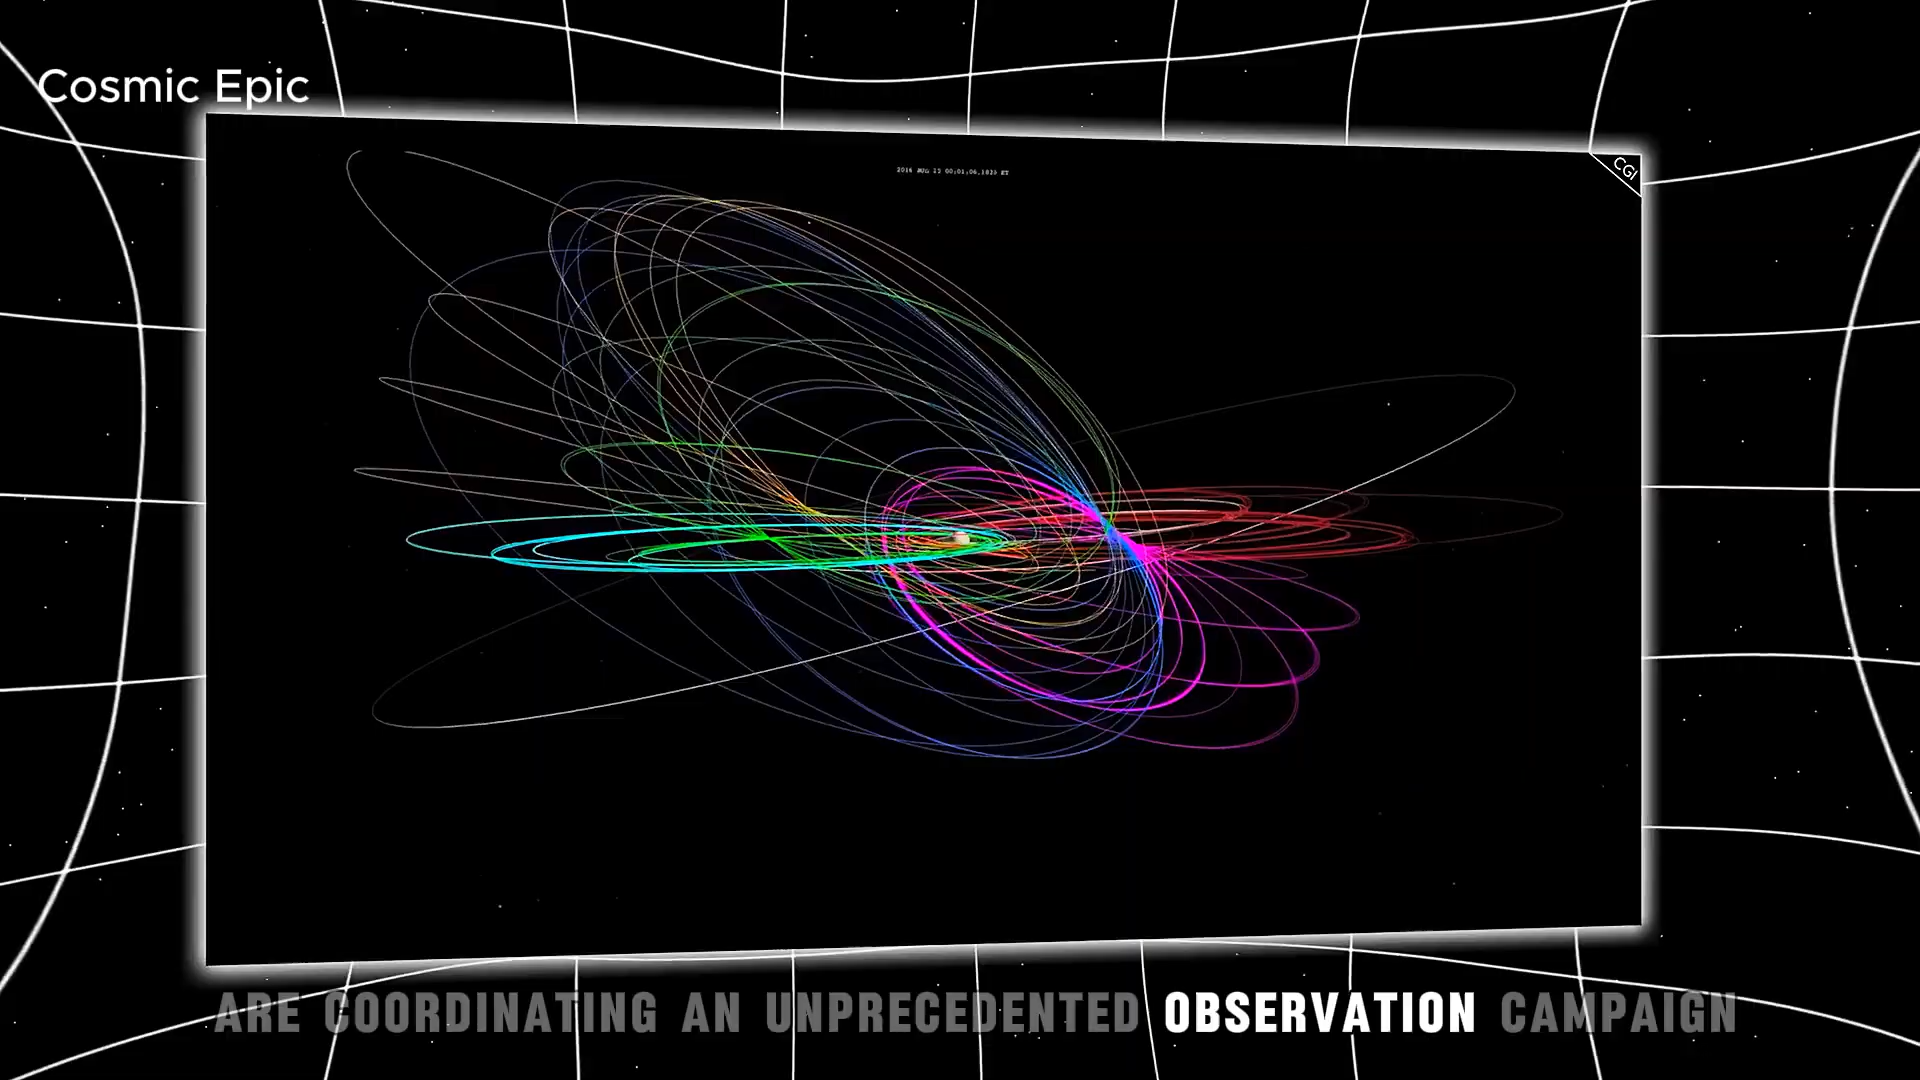 Cosmic Epic
CGI
ARE COORDINATING AN UNPRECEDENTED OBSERVATION CAMPAIGN